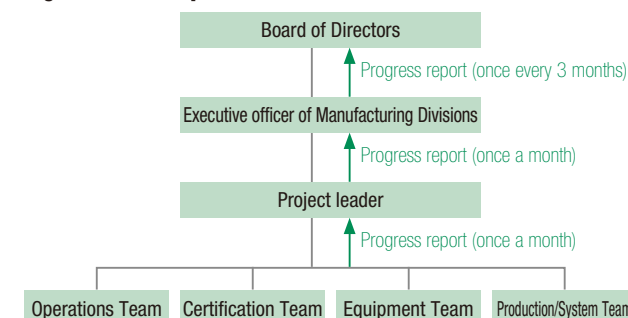 Board of Directors
Progress report (once every 3 months)
Executive officer of Manufacturing Divisions
Progress report (once a month)
Project leader
Progress report (once a month)
Operations Team
Certification Team
Equipment Team
Production/System Team